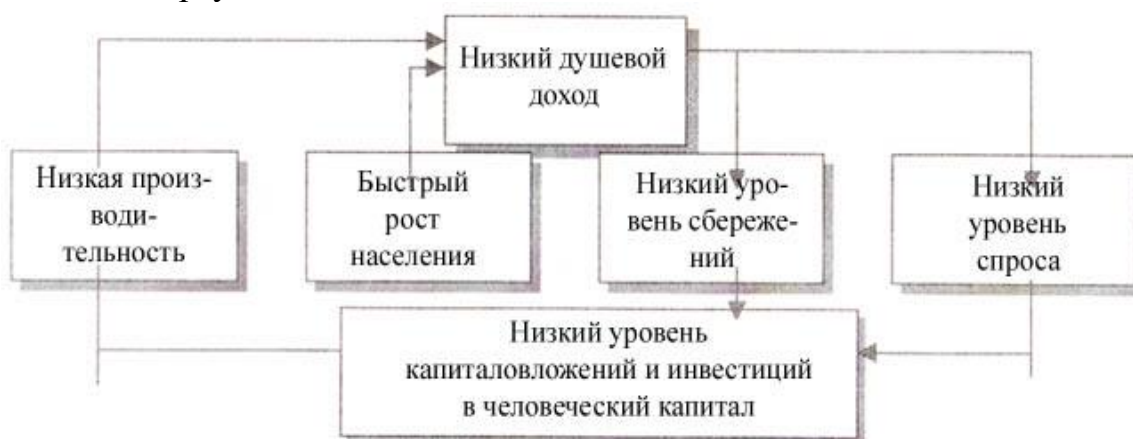 Низкий душевой
доход
Низкая произ-
води-
тельность
Быстрый
рост
населения
Низкий уро-
вень сбереже-
ний
Низкий
уровень
спроса
Низкий уровень
капиталовложений и инвестиций
в человеческий капитал